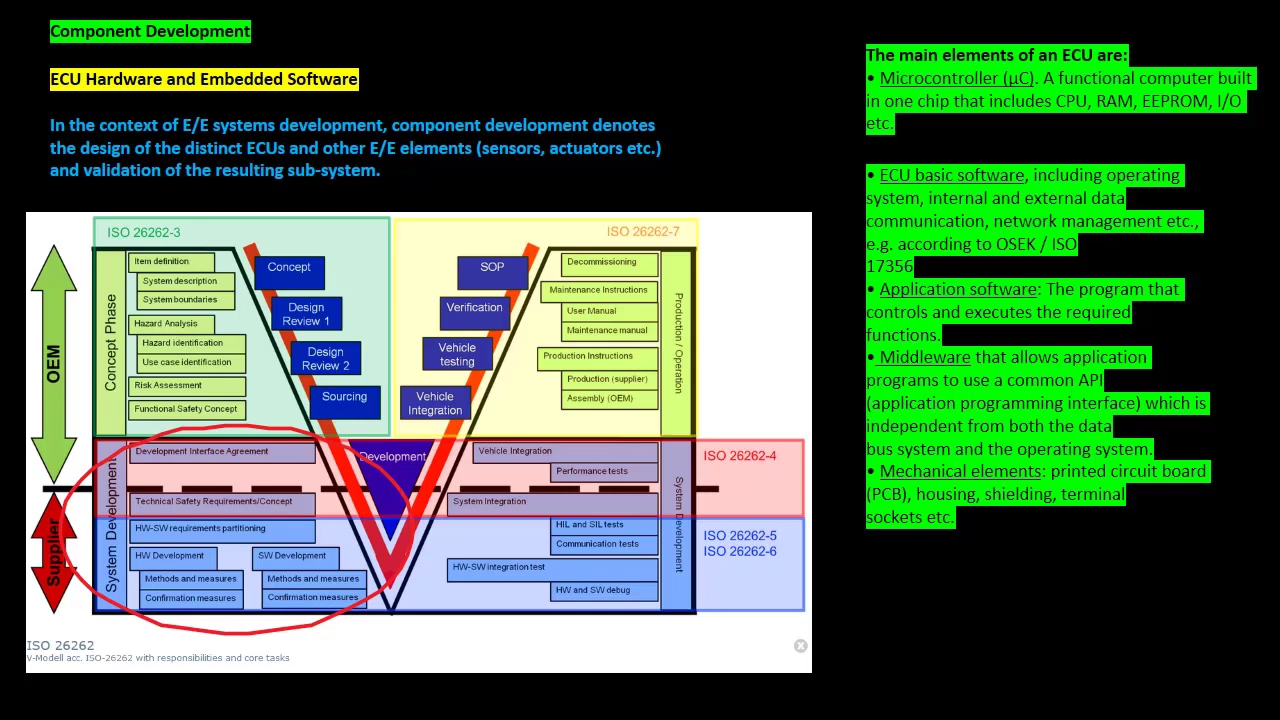 Component Development
ECU Hardware and Embedded Software
In the context of E/E systems development, component development denotes
the design of the distinct ECUs and other E/E elements (sensors, actuators etc.)
and validation of the resulting sub-system.
ISO 26262-3
ISO 26262-7
OEM
Supplier
Concept Phase
Item definition
System description
System boundaries
Hazard Analysis
Hazard identification
Use case identification
Risk Assessment
Functional Safety Concept
Concept
Design
Review 1
Design
Review 2
Sourcing
Development
SOP
Verification
Vehicle
testing
Vehicle
Integration
Decommissioning
Maintenance Instructions
User Manual
Maintenance manual
Production Instructions
Production (supplier)
Assembly (OEM)
Production / Operation
System Development
Development Interface Agreement
Technical Safety Requirements/Concept
HW-SW requirements partitioning
HW Development
Methods and measures
Confirmation measures
SW Development
Methods and measures
Confirmation measures
Vehicle Integration
Performance tests
System Integration
HIL and SIL tests
Communication tests
HW-SW integration test
HW and SW debug
System Development
ISO 26262-4
ISO 26262-5
ISO 26262-6
ISO 26262
V-Modell acc. ISO-26262 with responsibilities and core tasks
The main elements of an ECU are:
• Microcontroller (µC). A functional computer built
in one chip that includes CPU, RAM, EEPROM, I/O
etc.
• ECU basic software, including operating
system, internal and external data
communication, network management etc.,
e.g. according to OSEK / ISO
17356
• Application software: The program that
controls and executes the required
functions.
• Middleware that allows application
programs to use a common API
(application programming interface) which is
independent from both the data
bus system and the operating system.
• Mechanical elements: printed circuit board
(PCB), housing, shielding, terminal
sockets etc.